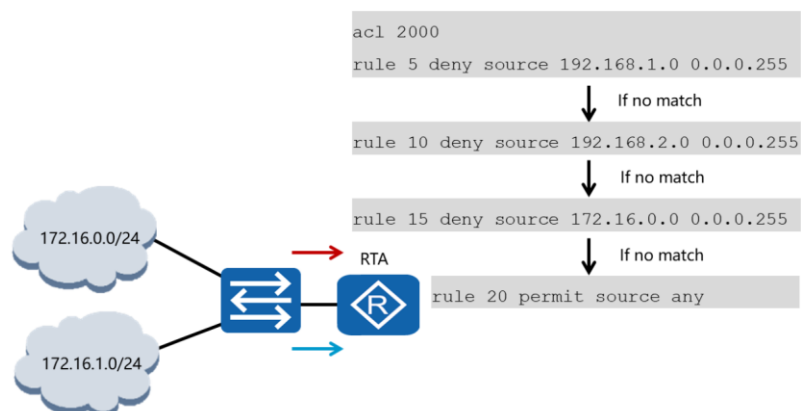 acl 2000
rule 5 deny source 192.168.1.0 0.0.0.255
If no match
rule 10 deny source 192.168.2.0 0.0.0.255
If no match
rule 15 deny source 172.16.0.0 0.0.0.255
If no match
rule 20 permit source any
172.16.0.0/24
RTA
R
172.16.1.0/24